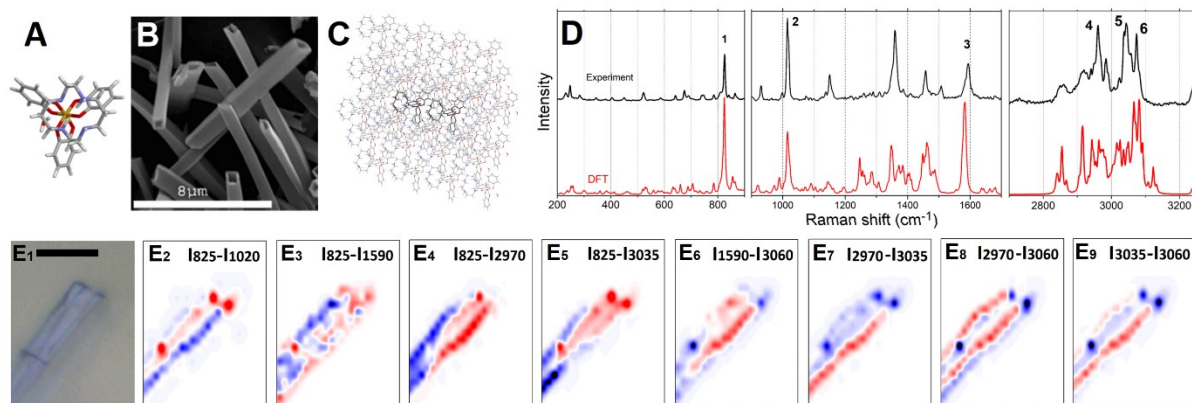 A
B
8μm
C
D
Intensity
Experiment
DFT
1
2
3
4
5
6
200 400 600 800
1000 1200 1400 1600
2800 3000 3200
Raman shift (cm⁻¹)
E1
E2 I825-I1020
E3 I825-I1590
E4 I825-I2970
E5 I825-I3035
E6 I1590-I3060
E7 I2970-I3035
E8 I2970-I3060
E9 I3035-I3060